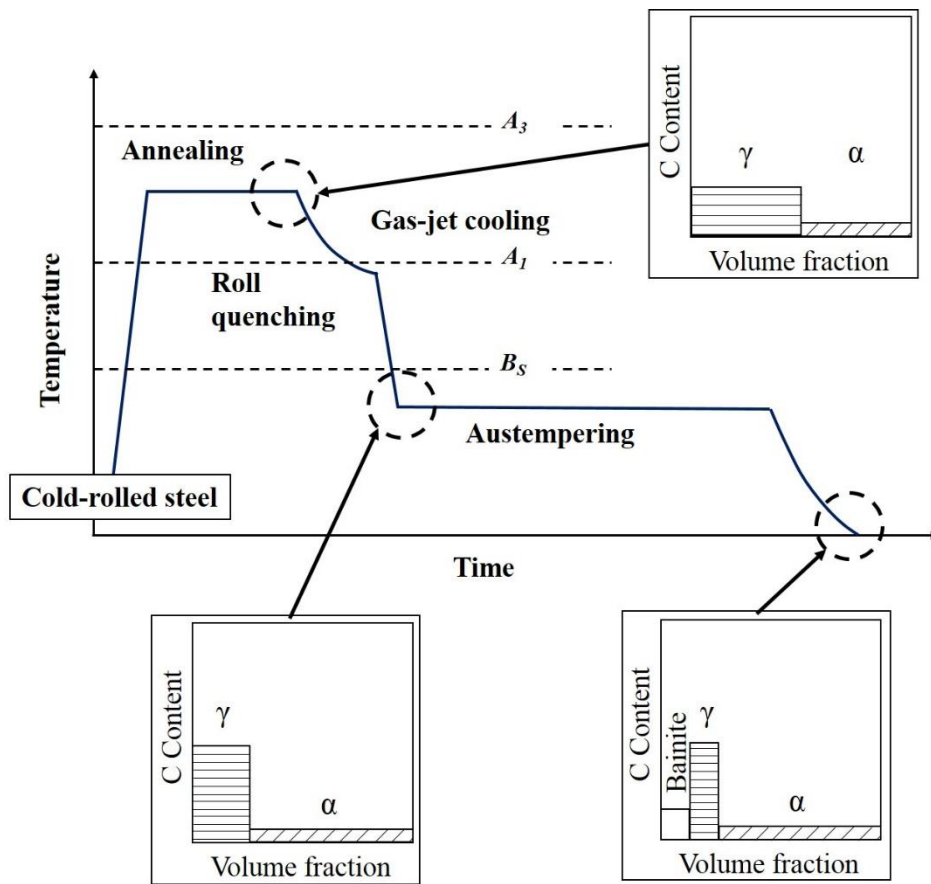 C Content
γ
α
Volume fraction
A₃
Annealing
Gas-jet cooling
A₁
Roll
quenching
Temperature
B_S
Austempering
Cold-rolled steel
Time
C Content
γ
α
Volume fraction
C Content
Bainite
γ
α
Volume fraction